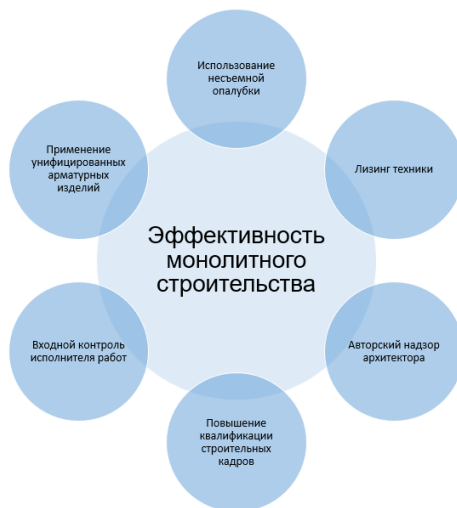 Использование
несъемной
опалубки
Применение
унифицированных
арматурных
изделий
Лизинг техники
Эффективность
монолитного
строительства
Входной контроль
исполнителя работ
Авторский надзор
архитектора
Повышение
квалификации
строительных
кадров